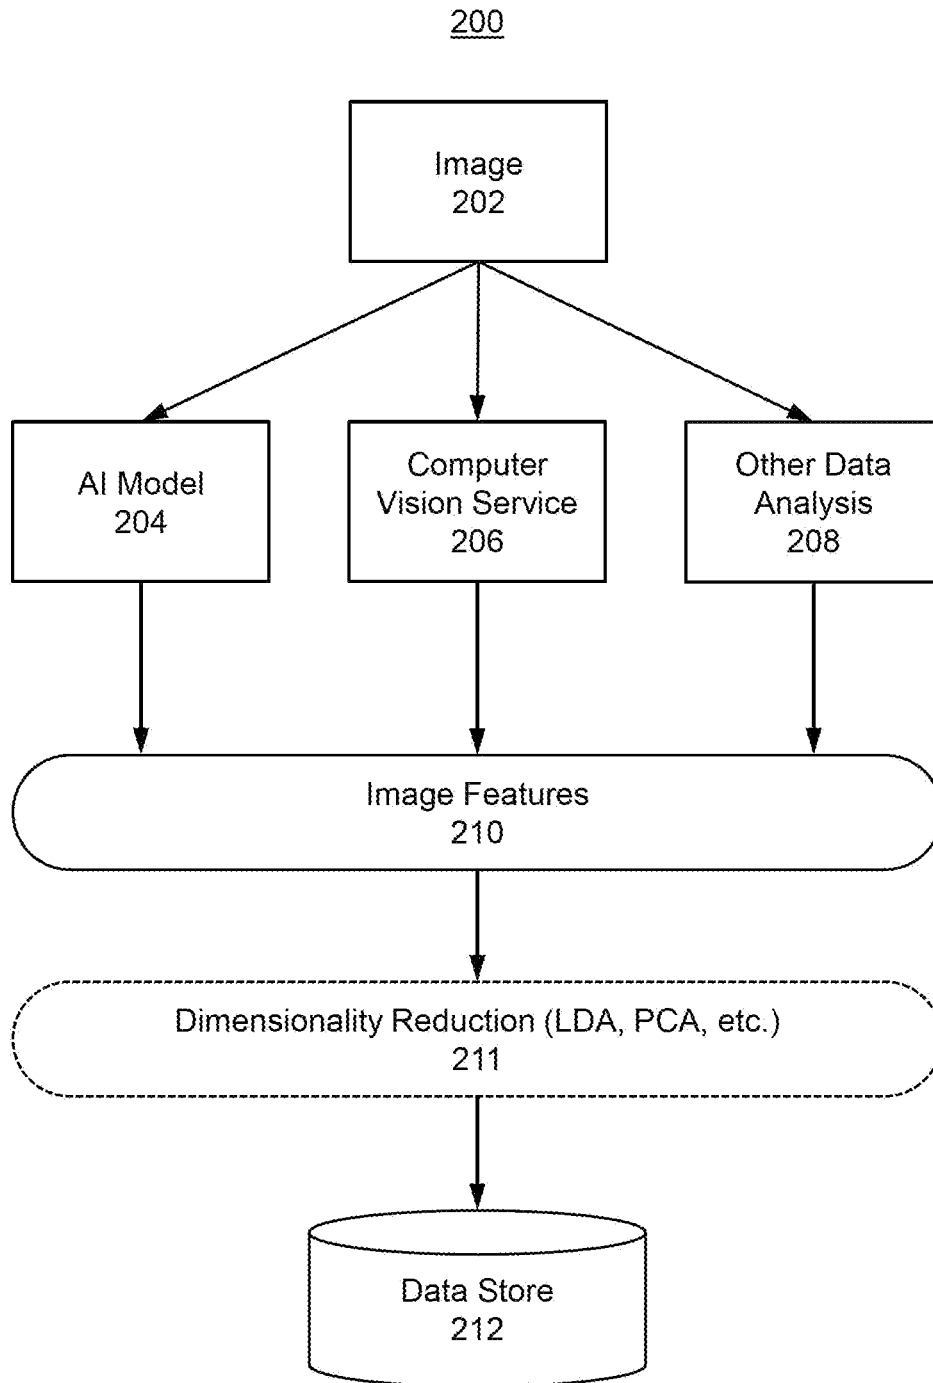 200
Image
202
AI Model
204
Computer
Vision Service
206
Other Data
Analysis
208
Image Features
210
Dimensionality Reduction (LDA, PCA, etc.)
211
Data Store
212